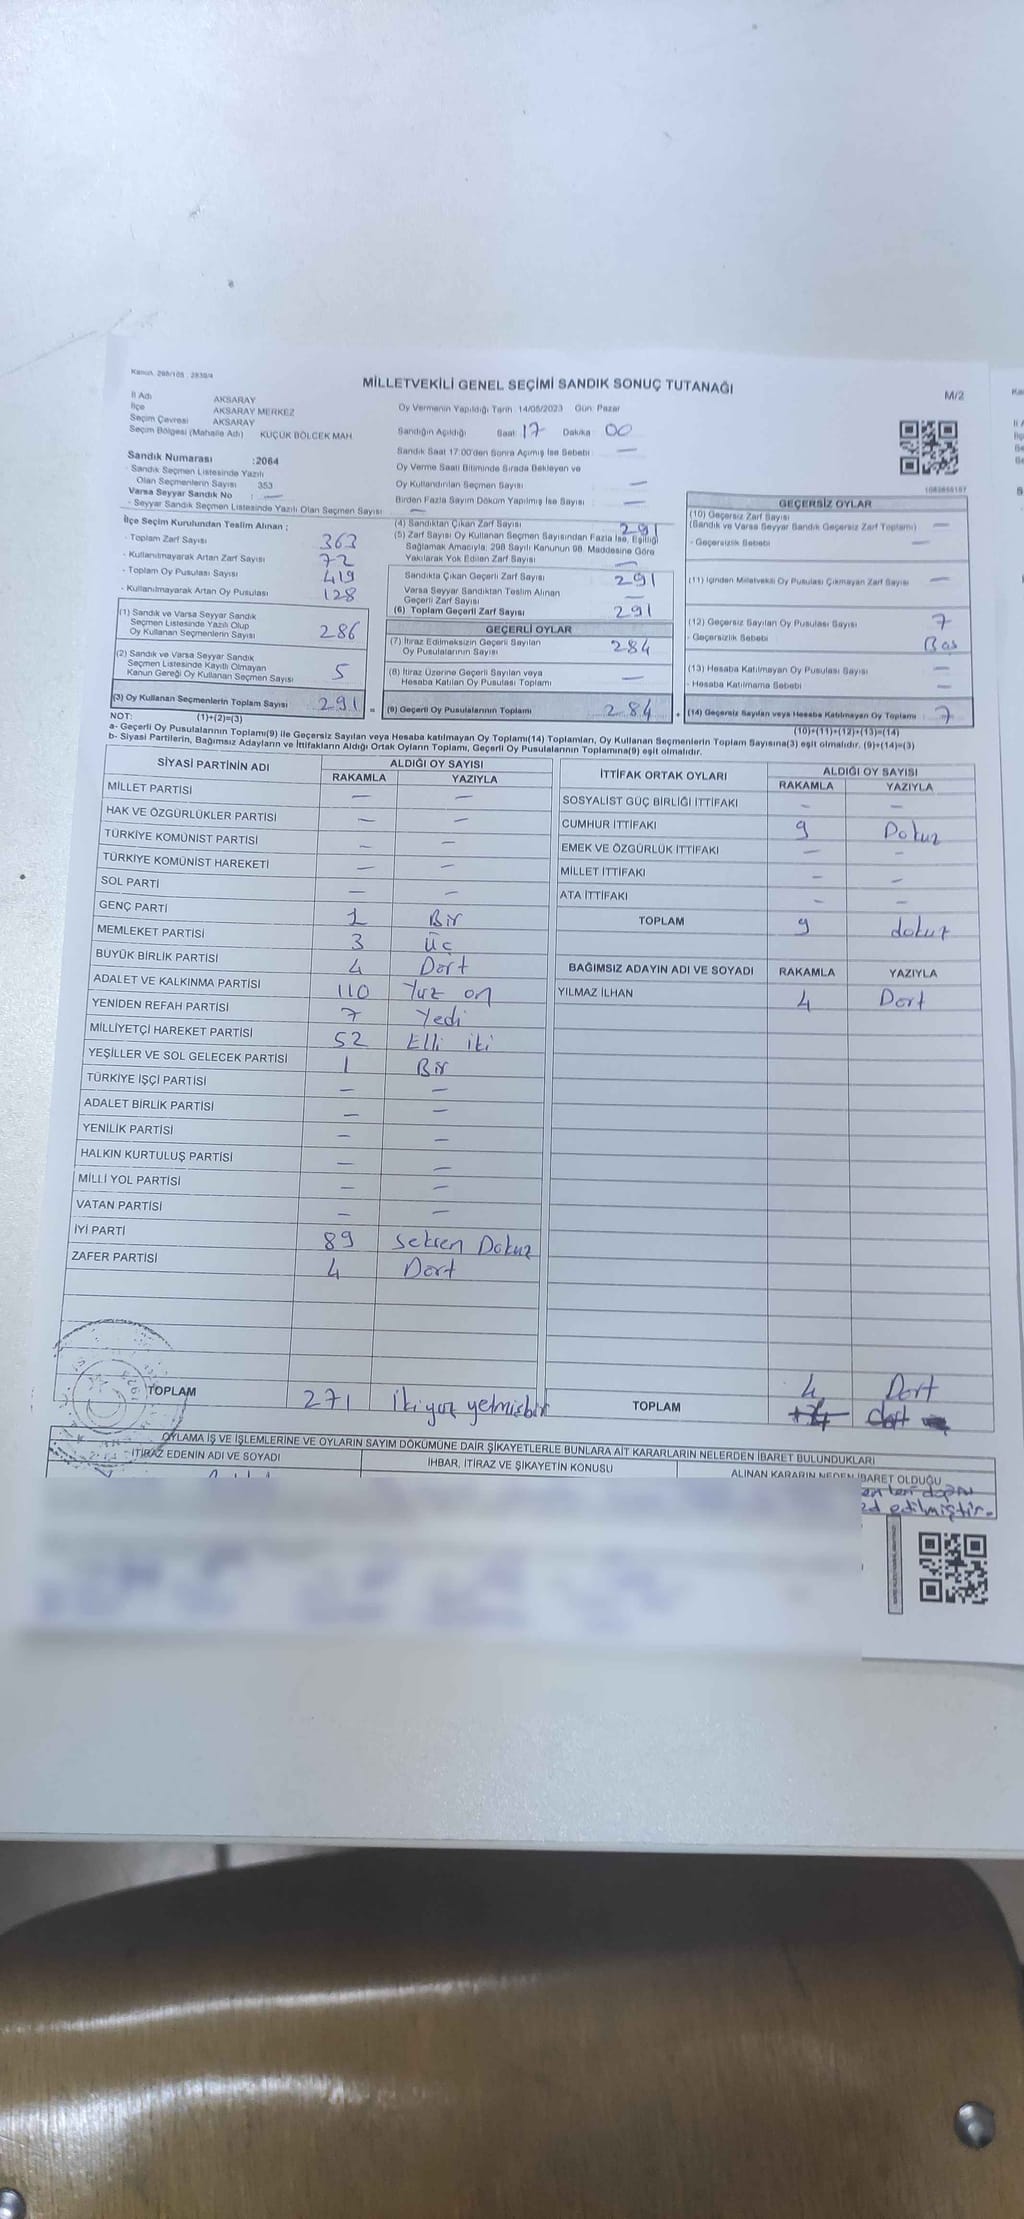 Kanun. 298/105 - 2839/4
MİLLETVEKİLİ GENEL SEÇİMİ SANDIK SONUÇ TUTANAĞI
M/2
İl Adı AKSARAY
İlçe AKSARAY MERKEZ
Seçim Çevresi AKSARAY
Seçim Bölgesi (Mahalle Adı) KÜÇÜK BÖLCEK MAH.
Oy Vermenin Yapıldığı Tarih : 14/05/2023 Gün: Pazar
Sandığın Açıldığı Saat: 17 Dakika 00
Sandık Numarası :2064
- Sandık Seçmen Listesinde Yazılı Olan Seçmenlerin Sayısı 353
Varsa Seyyar Sandık No : —
- Seyyar Sandık Seçmen Listesinde Yazılı Olan Seçmen Sayısı : —
Sandık Saat 17:00'den Sonra Açılmış İse Sebebi : —
Oy Verme Saati Bitiminde Sırada Bekleyen ve
Oy Kullandırılan Seçmen Sayısı : —
Birden Fazla Sayım Döküm Yapılmış İse Sayısı : —
İlçe Seçim Kurulundan Teslim Alınan ;
- Toplam Zarf Sayısı 363
- Kullanılmayarak Artan Zarf Sayısı 72
- Toplam Oy Pusulası Sayısı 419
- Kullanılmayarak Artan Oy Pusulası 128
(1) Sandık ve Varsa Seyyar Sandık
Seçmen Listesinde Yazılı Olup
Oy Kullanan Seçmenlerin Sayısı 286
(2) Sandık ve Varsa Seyyar Sandık
Seçmen Listesinde Kayıtlı Olmayan
Kanun Gereği Oy Kullanan Seçmen Sayısı 5
(3) Oy Kullanan Seçmenlerin Toplam Sayısı 291 =
(4) Sandıktan Çıkan Zarf Sayısı 291
(5) Zarf Sayısı Oy Kullanan Seçmen Sayısından Fazla İse, Eşitliği
Sağlamak Amacıyla, 298 Sayılı Kanunun 98. Maddesine Göre
Yakılarak Yok Edilen Zarf Sayısı —
Sandıkta Çıkan Geçerli Zarf Sayısı 291
Varsa Seyyar Sandıktan Teslim Alınan
Geçerli Zarf Sayısı —
(6) Toplam Geçerli Zarf Sayısı 291
GEÇERLİ OYLAR
(7) İtiraz Edilmeksizin Geçerli Sayılan
Oy Pusulalarının Sayısı 284
(8) İtiraz Üzerine Geçerli Sayılan veya
Hesaba Katılan Oy Pusulası Toplamı —
(9) Geçerli Oy Pusulalarının Toplamı 284 +
GEÇERSİZ OYLAR
(10) Geçersiz Zarf Sayısı
(Sandık ve Varsa Seyyar Sandık Geçersiz Zarf Toplamı) —
- Geçersizlik Sebebi —
(11) İçinden Milletvekili Oy Pusulası Çıkmayan Zarf Sayısı —
(12) Geçersiz Sayılan Oy Pusulası Sayısı 7
- Geçersizlik Sebebi Bas
(13) Hesaba Katılmayan Oy Pusulası Sayısı —
- Hesaba Katılmama Sebebi —
(14) Geçersiz Sayılan veya Hesaba Katılmayan Oy Toplamı 7
NOT: (1)+(2)=(3) (10)+(11)+(12)+(13)=(14)
a- Geçerli Oy Pusulalarının Toplamı(9) ile Geçersiz Sayılan veya Hesaba katılmayan Oy Toplamı(14) Toplamları, Oy Kullanan Seçmenlerin Toplam Sayısına(3) eşit olmalıdır. (9)+(14)=(3)
b- Siyasi Partilerin, Bağımsız Adayların ve İttifakların Aldığı Ortak Oyların Toplamı, Geçerli Oy Pusulalarının Toplamına(9) eşit olmalıdır.
SİYASİ PARTİNİN ADI ALDIĞI OY SAYISI
RAKAMLA YAZIYLA
MİLLET PARTİSİ — —
HAK VE ÖZGÜRLÜKLER PARTİSİ — —
TÜRKİYE KOMÜNİST PARTİSİ — —
TÜRKİYE KOMÜNİST HAREKETİ — —
SOL PARTİ — —
GENÇ PARTİ 1 Bir
MEMLEKET PARTİSİ 3 Üç
BÜYÜK BİRLİK PARTİSİ 4 Dört
ADALET VE KALKINMA PARTİSİ 110 Yüz on
YENİDEN REFAH PARTİSİ 7 Yedi
MİLLİYETÇİ HAREKET PARTİSİ 52 Elli iki
YEŞİLLER VE SOL GELECEK PARTİSİ 1 Bir
TÜRKİYE İŞÇİ PARTİSİ — —
ADALET BİRLİK PARTİSİ — —
YENİLİK PARTİSİ — —
HALKIN KURTULUŞ PARTİSİ — —
MİLLİ YOL PARTİSİ — —
VATAN PARTİSİ — —
İYİ PARTİ 89 seksen Dokuz
ZAFER PARTİSİ 4 Dört
TOPLAM 271 İkiyüz yetmişbir
İTTİFAK ORTAK OYLARI ALDIĞI OY SAYISI
RAKAMLA YAZIYLA
SOSYALİST GÜÇ BİRLİĞİ İTTİFAKI — —
CUMHUR İTTİFAKI 9 Dokuz
EMEK VE ÖZGÜRLÜK İTTİFAKI — —
MİLLET İTTİFAKI — —
ATA İTTİFAKI — —
TOPLAM 9 dokuz
BAĞIMSIZ ADAYIN ADI VE SOYADI RAKAMLA YAZIYLA
YILMAZ İLHAN 4 Dört
4 Dört
TOPLAM dört
OYLAMA İŞ VE İŞLEMLERİNE VE OYLARIN SAYIM DÖKÜMÜNE DAİR ŞİKAYETLERLE BUNLARA AİT KARARLARIN NELERDEN İBARET BULUNDUKLARI
İTİRAZ EDENİN ADI VE SOYADI İHBAR, İTİRAZ VE ŞİKAYETİN KONUSU ALINAN KARARIN NEDEN İBARET OLDUĞU
edilmiştir.